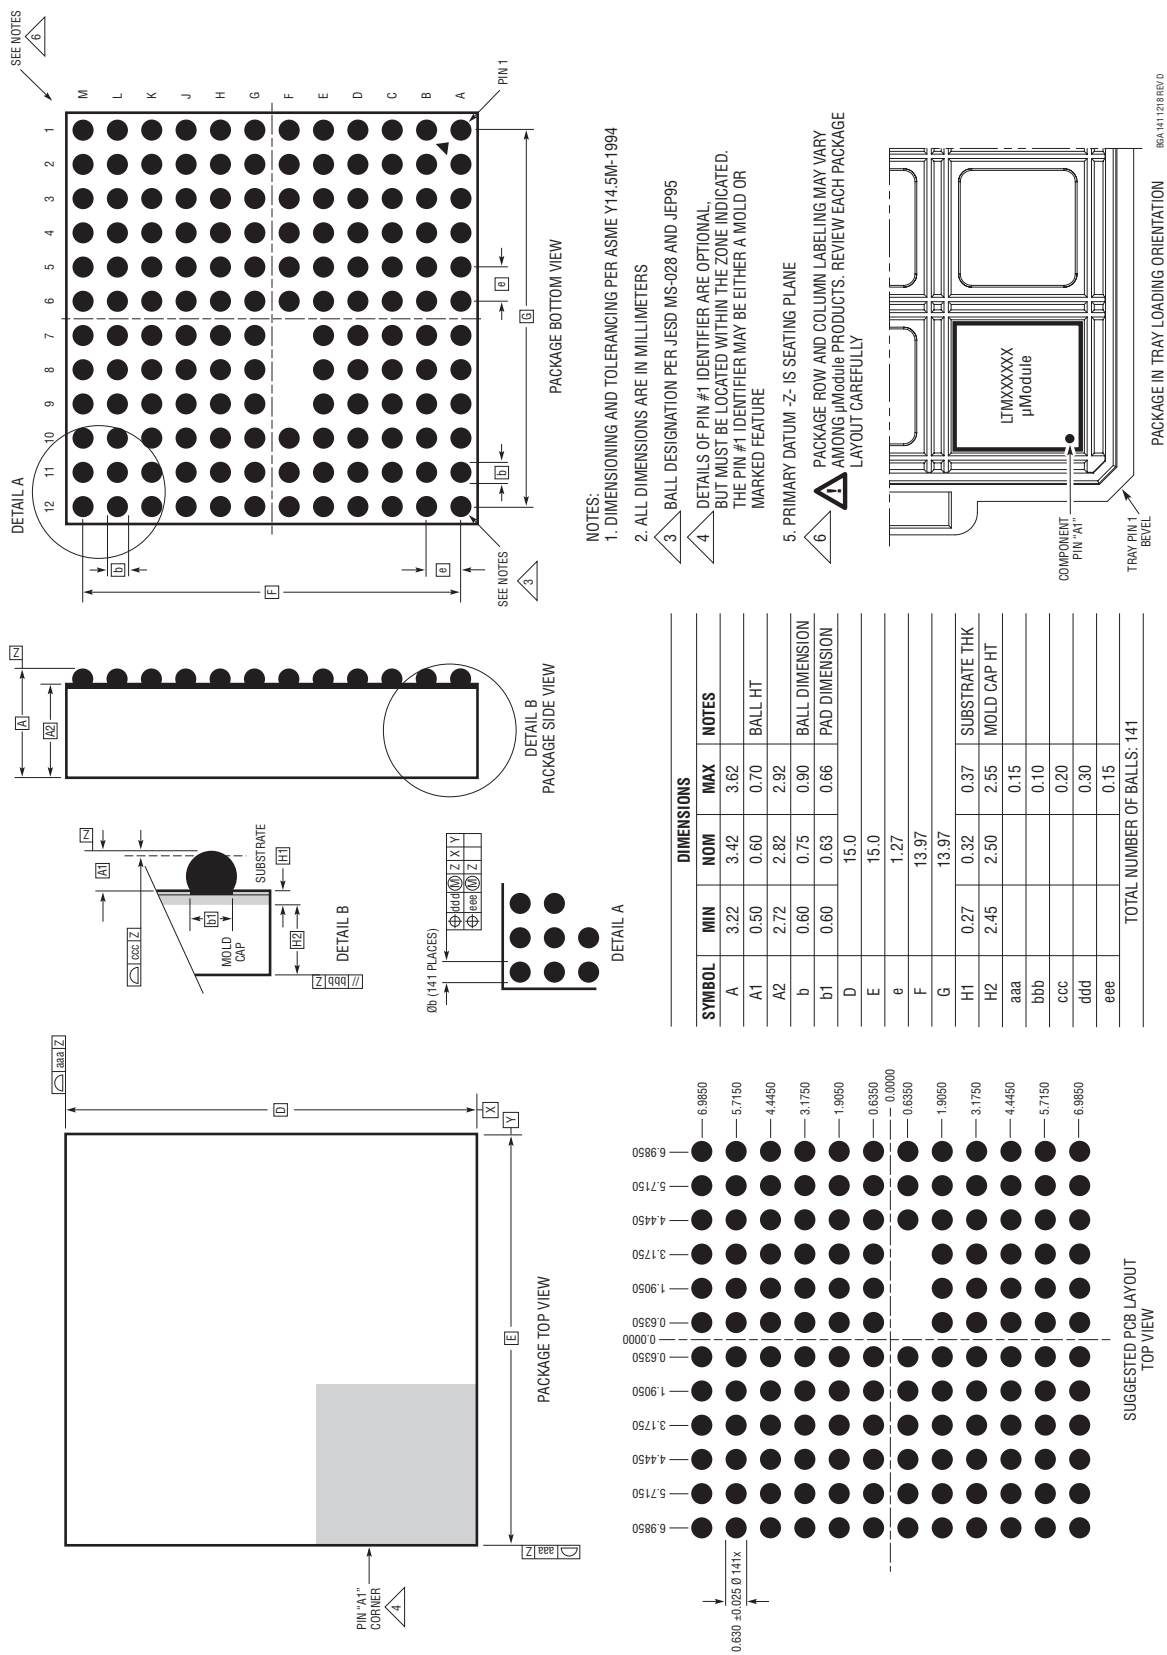 SEE NOTES
6
DETAIL A
12 11 10 9 8 7 6 5 4 3 2 1
M
L
K
J
H
G
F
E
D
C
B
A
PIN 1
b
e
F
b
e
G
SEE NOTES
3
PACKAGE BOTTOM VIEW
Z
A
A2
DETAIL B
PACKAGE SIDE VIEW
Z
A1
ccc Z
b1
MOLD
CAP
SUBSTRATE
H1
H2
// bbb Z
DETAIL B
Øb (141 PLACES)
ddd M Z X Y
eee M Z
DETAIL A
aaa Z
D
X
Y
E
aaa Z
PIN “A1”
CORNER
4
PACKAGE TOP VIEW
NOTES:
1. DIMENSIONING AND TOLERANCING PER ASME Y14.5M-1994
2. ALL DIMENSIONS ARE IN MILLIMETERS
3 BALL DESIGNATION PER JESD MS-028 AND JEP95
4 DETAILS OF PIN #1 IDENTIFIER ARE OPTIONAL,
BUT MUST BE LOCATED WITHIN THE ZONE INDICATED.
THE PIN #1 IDENTIFIER MAY BE EITHER A MOLD OR
MARKED FEATURE
5. PRIMARY DATUM -Z- IS SEATING PLANE
6 ! PACKAGE ROW AND COLUMN LABELING MAY VARY
AMONG µModule PRODUCTS. REVIEW EACH PACKAGE
LAYOUT CAREFULLY
LTMXXXXXX
µModule
COMPONENT
PIN “A1”
TRAY PIN 1
BEVEL
PACKAGE IN TRAY LOADING ORIENTATION
BGA 141 1218 REV D
DIMENSIONS
SYMBOL MIN NOM MAX NOTES
A 3.22 3.42 3.62
A1 0.50 0.60 0.70 BALL HT
A2 2.72 2.82 2.92
b 0.60 0.75 0.90 BALL DIMENSION
b1 0.60 0.63 0.66 PAD DIMENSION
D 15.0
E 15.0
e 1.27
F 13.97
G 13.97
H1 0.27 0.32 0.37 SUBSTRATE THK
H2 2.45 2.50 2.55 MOLD CAP HT
aaa 0.15
bbb 0.10
ccc 0.20
ddd 0.30
eee 0.15
TOTAL NUMBER OF BALLS: 141
6.9850
5.7150
4.4450
3.1750
1.9050
0.6350
0.0000
0.6350
1.9050
3.1750
4.4450
5.7150
6.9850
6.9850
5.7150
4.4450
3.1750
1.9050
0.6350
0.0000
0.6350
1.9050
3.1750
4.4450
5.7150
6.9850
0.630 ±0.025 Ø 141x
SUGGESTED PCB LAYOUT
TOP VIEW